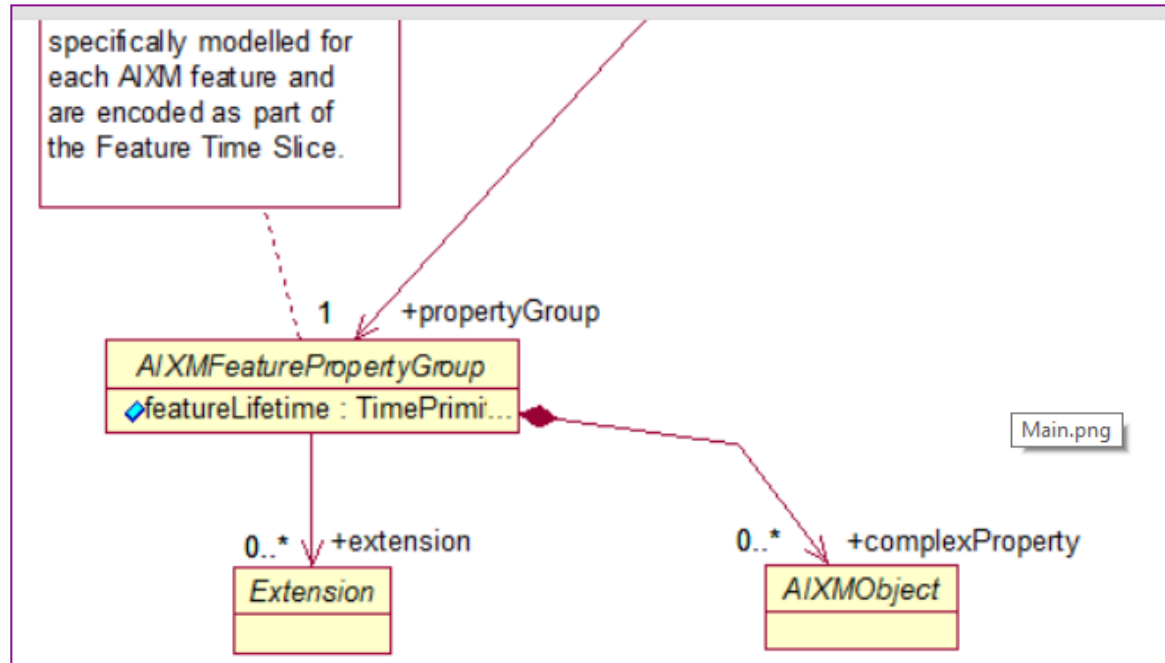 specifically modelled for
each AIXM feature and
are encoded as part of
the Feature Time Slice.
1 +propertyGroup
AIXMFeaturePropertyGroup
featureLifetime : TimePrimit...
Main.png
0..* +extension
0..* +complexProperty
Extension
AIXMObject